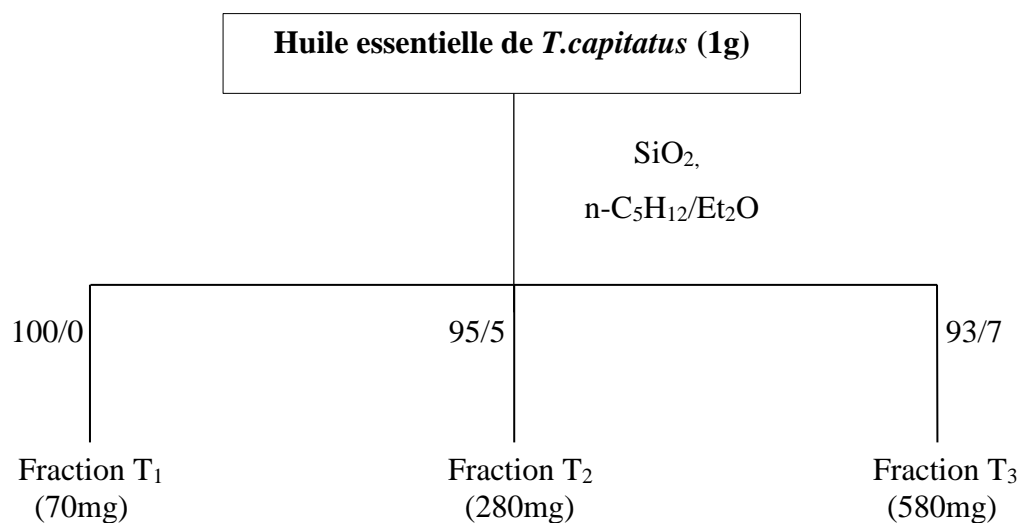 Huile essentielle de T.capitatus (1g)
SiO₂,
n-C₅H₁₂/Et₂O
100/0
95/5
93/7
Fraction T₁
(70mg)
Fraction T₂
(280mg)
Fraction T₃
(580mg)